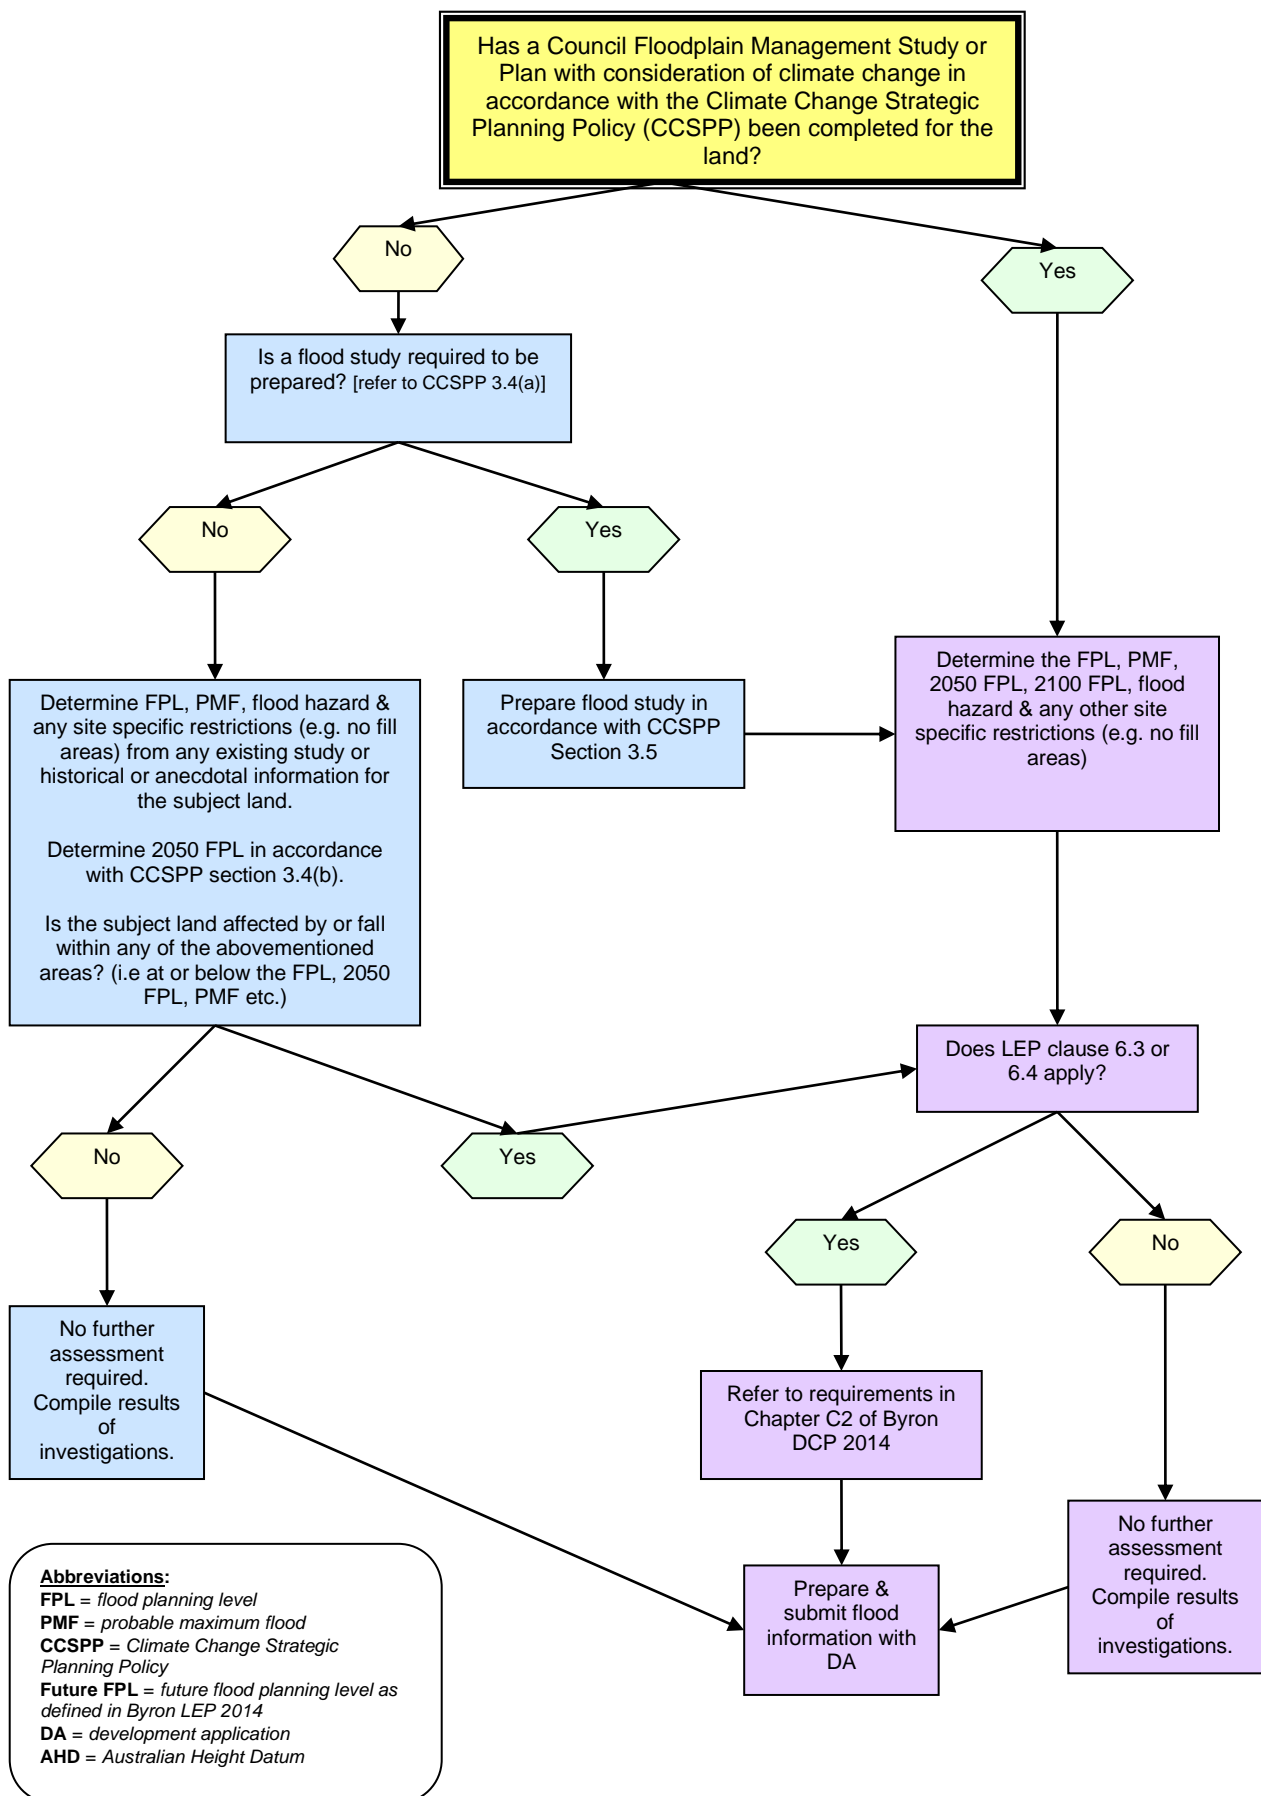 Has a Council Floodplain Management Study or
Plan with consideration of climate change in
accordance with the Climate Change Strategic
Planning Policy (CCSPP) been completed for the
land?
No
Yes
Is a flood study required to be
prepared? [refer to CCSPP 3.4(a)]
No
Yes
Determine FPL, PMF, flood hazard &
any site specific restrictions (e.g. no fill
areas) from any existing study or
historical or anecdotal information for
the subject land.
Determine 2050 FPL in accordance
with CCSPP section 3.4(b).
Is the subject land affected by or fall
within any of the abovementioned
areas? (i.e at or below the FPL, 2050
FPL, PMF etc.)
Prepare flood study in
accordance with CCSPP
Section 3.5
Determine the FPL, PMF,
2050 FPL, 2100 FPL, flood
hazard & any other site
specific restrictions (e.g. no fill
areas)
Does LEP clause 6.3 or
6.4 apply?
No
Yes
Yes
No
No further
assessment
required.
Compile results
of
investigations.
Refer to requirements in
Chapter C2 of Byron
DCP 2014
No further
assessment
required.
Compile results
of
investigations.
Prepare &
submit flood
information with
DA
Abbreviations:
FPL = flood planning level
PMF = probable maximum flood
CCSPP = Climate Change Strategic
Planning Policy
Future FPL = future flood planning level as
defined in Byron LEP 2014
DA = development application
AHD = Australian Height Datum